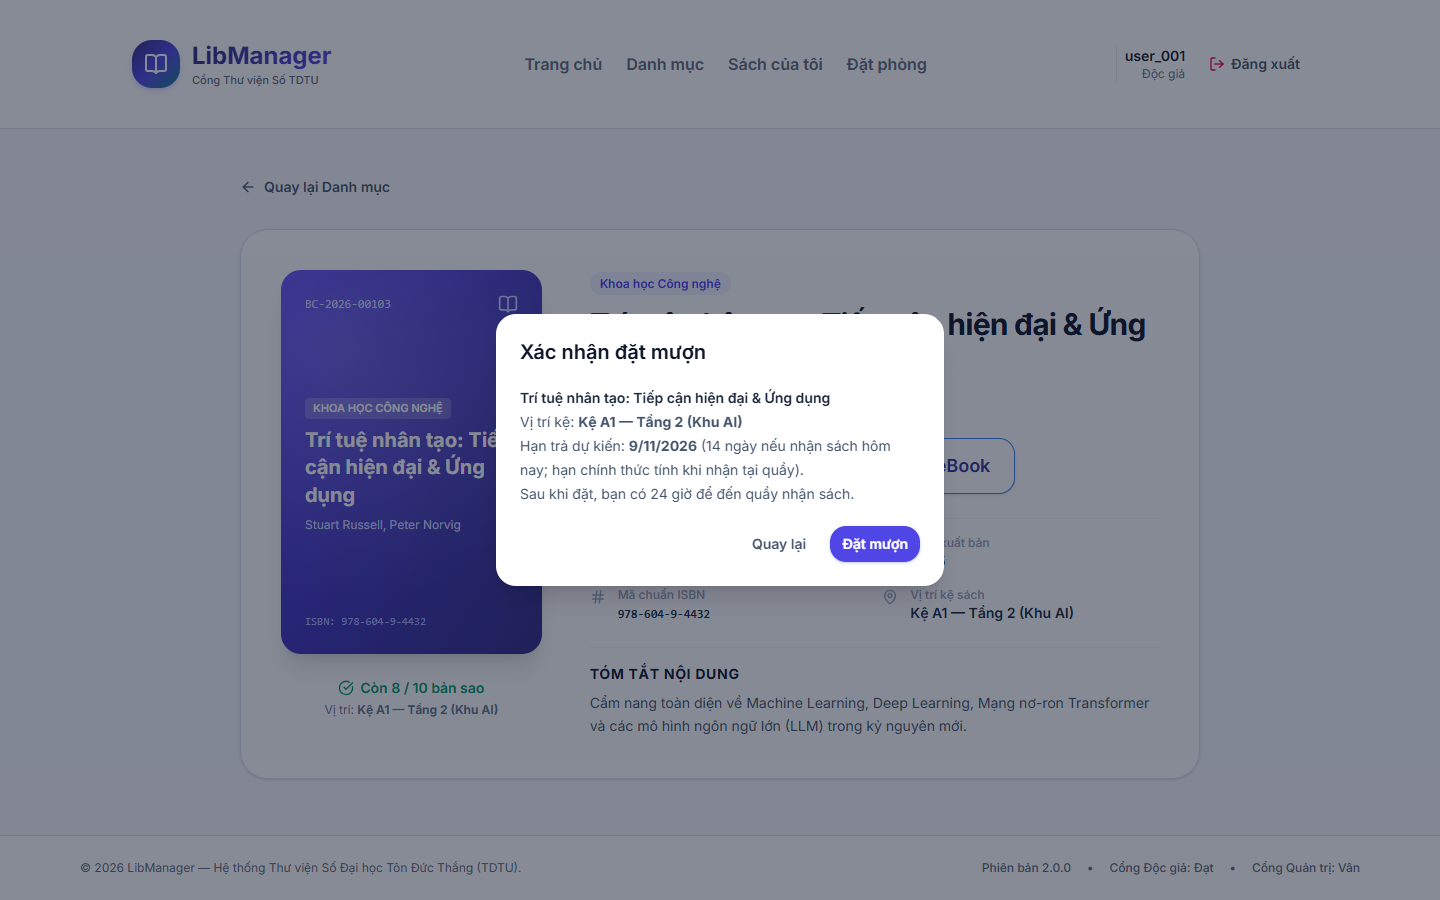 LibManager
Cổng Thư viện Số TDTU
Trang chủ Danh mục Sách của tôi Đặt phòng
user_001
Độc giả
Đăng xuất
Quay lại Danh mục
BC-2026-00103
KHOA HỌC CÔNG NGHỆ
Trí tuệ nhân tạo: Tiế
cận hiện đại & Ứng
dụng
Stuart Russell, Peter Norvig
ISBN: 978-604-9-4432
Còn 8 / 10 bản sao
Vị trí: Kệ A1 — Tầng 2 (Khu AI)
Khoa học Công nghệ
hiện đại & Ứng
eBook
xuất bản
Mã chuẩn ISBN
978-604-9-4432
Vị trí kệ sách
Kệ A1 — Tầng 2 (Khu AI)
TÓM TẮT NỘI DUNG
Cẩm nang toàn diện về Machine Learning, Deep Learning, Mạng nơ-ron Transformer
và các mô hình ngôn ngữ lớn (LLM) trong kỷ nguyên mới.
Xác nhận đặt mượn
Trí tuệ nhân tạo: Tiếp cận hiện đại & Ứng dụng
Vị trí kệ: Kệ A1 — Tầng 2 (Khu AI)
Hạn trả dự kiến: 9/11/2026 (14 ngày nếu nhận sách hôm
nay; hạn chính thức tính khi nhận tại quầy).
Sau khi đặt, bạn có 24 giờ để đến quầy nhận sách.
Quay lại Đặt mượn
© 2026 LibManager — Hệ thống Thư viện Số Đại học Tôn Đức Thắng (TDTU).
Phiên bản 2.0.0 • Cổng Độc giả: Đạt • Cổng Quản trị: Vân